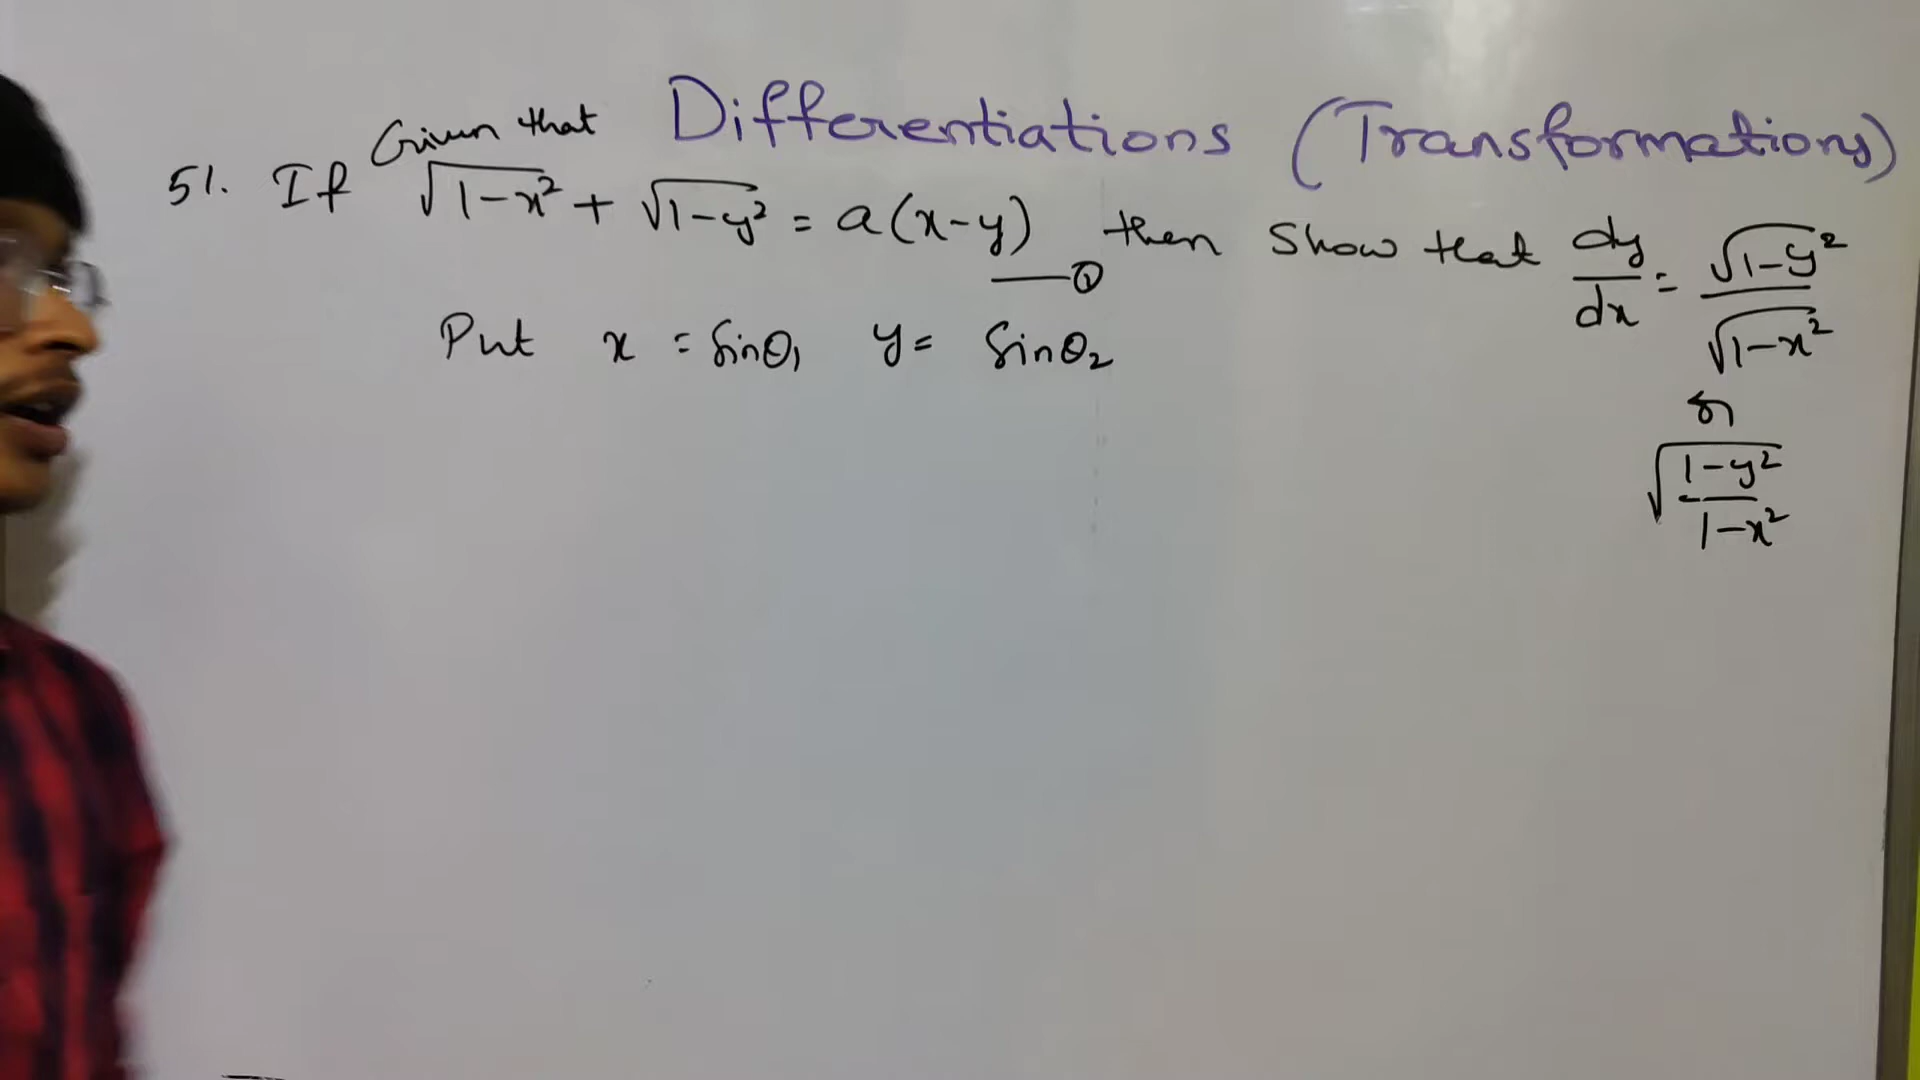 Differentiations (Transformations)
Given that
51. If √1-x² + √1-y² = a(x-y) then show that dy/dx = √1-y²/√1-x²
——①
Put x = Sinθ₁ y = Sinθ₂
or
√1-y²/1-x²